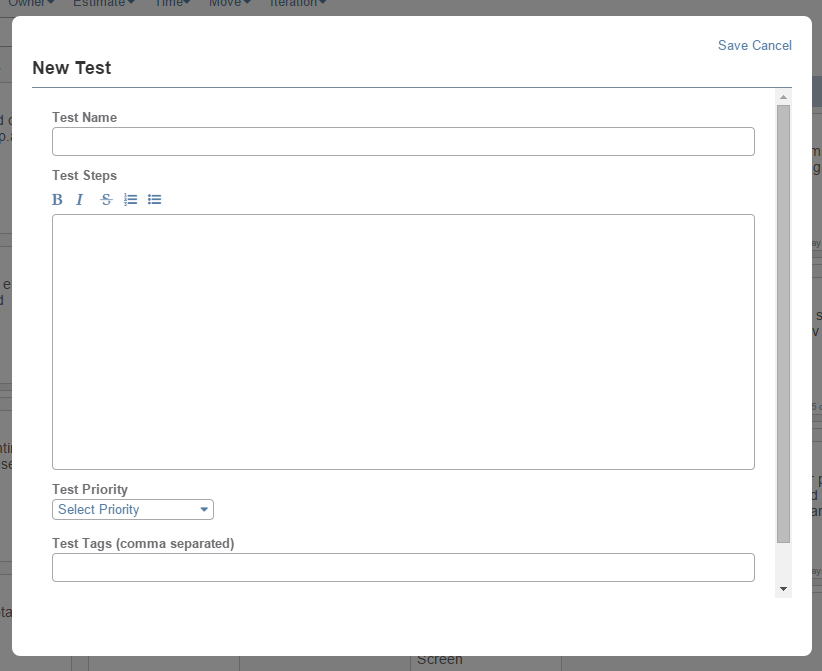 Owner Estimate Time Move Iteration
Save Cancel
New Test
Test Name
Test Steps
B I S
Test Priority
Select Priority
Test Tags (comma separated)
Screen